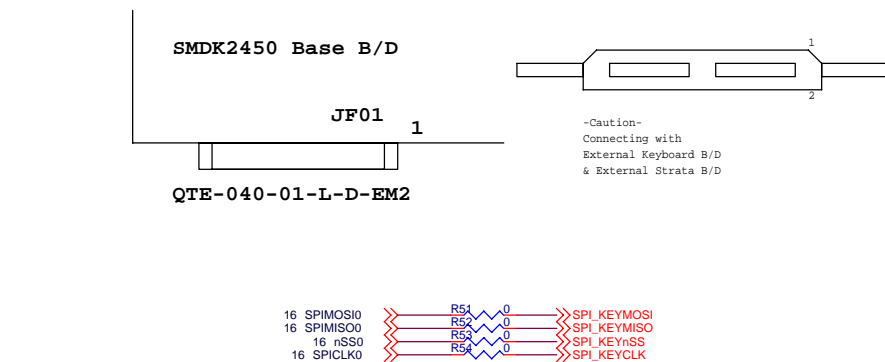 SMDK2450 Base B/D
JF01
1
QTE-040-01-L-D-EM2
1
2
-Caution-
Connecting with
External Keyboard B/D
& External Strata B/D
16 SPIMOSI0 R51 0 SPI_KEYMOSI
16 SPIMISO0 R52 0 SPI_KEYMISO
16 nSS0 R53 0 SPI_KEYnSS
16 SPICLK0 R54 0 SPI_KEYCLK